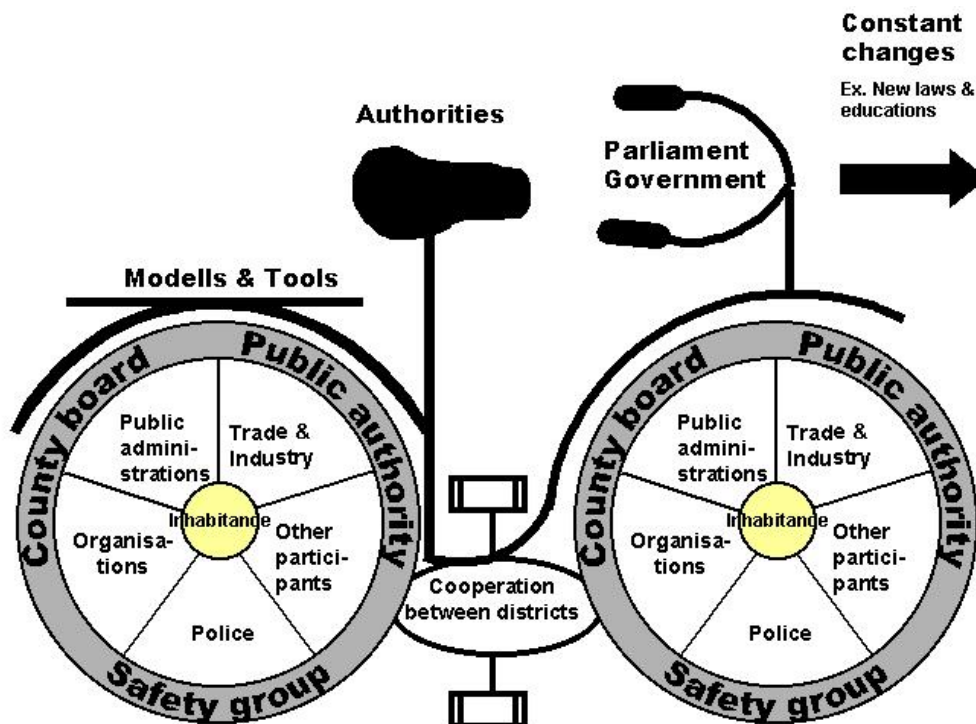 Constant
changes
Ex. New laws &
educations
Authorities
Parliament
Government
Modells & Tools
County board
Public authority
Public
admini-
strations
Trade &
Industry
Inhabitance
Organisa-
tions
Other
partici-
pants
Police
Safety group
Cooperation
between districts
County board
Public authority
Public
admini-
strations
Trade &
Industry
Inhabitance
Organisa-
tions
Other
partici-
pants
Police
Safety group